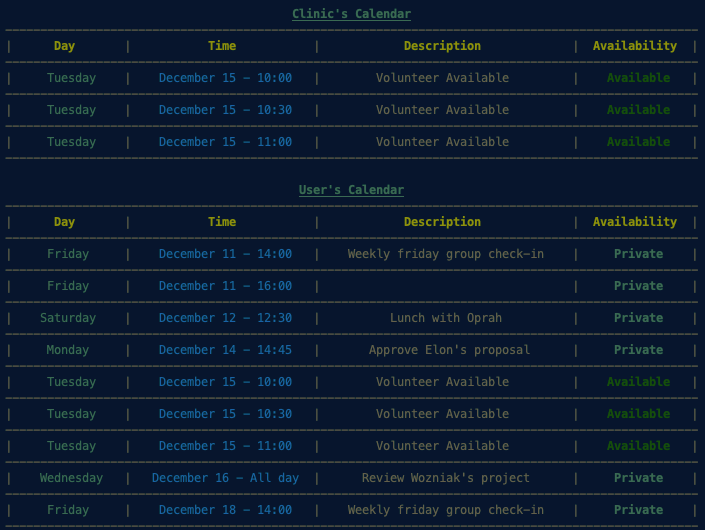 Clinic's Calendar
| Day | Time | Description | Availability |
| Tuesday | December 15 - 10:00 | Volunteer Available | Available |
| Tuesday | December 15 - 10:30 | Volunteer Available | Available |
| Tuesday | December 15 - 11:00 | Volunteer Available | Available |
User's Calendar
| Day | Time | Description | Availability |
| Friday | December 11 - 14:00 | Weekly friday group check-in | Private |
| Friday | December 11 - 16:00 | | Private |
| Saturday | December 12 - 12:30 | Lunch with Oprah | Private |
| Monday | December 14 - 14:45 | Approve Elon's proposal | Private |
| Tuesday | December 15 - 10:00 | Volunteer Available | Available |
| Tuesday | December 15 - 10:30 | Volunteer Available | Available |
| Tuesday | December 15 - 11:00 | Volunteer Available | Available |
| Wednesday | December 16 - All day | Review Wozniak's project | Private |
| Friday | December 18 - 14:00 | Weekly friday group check-in | Private |